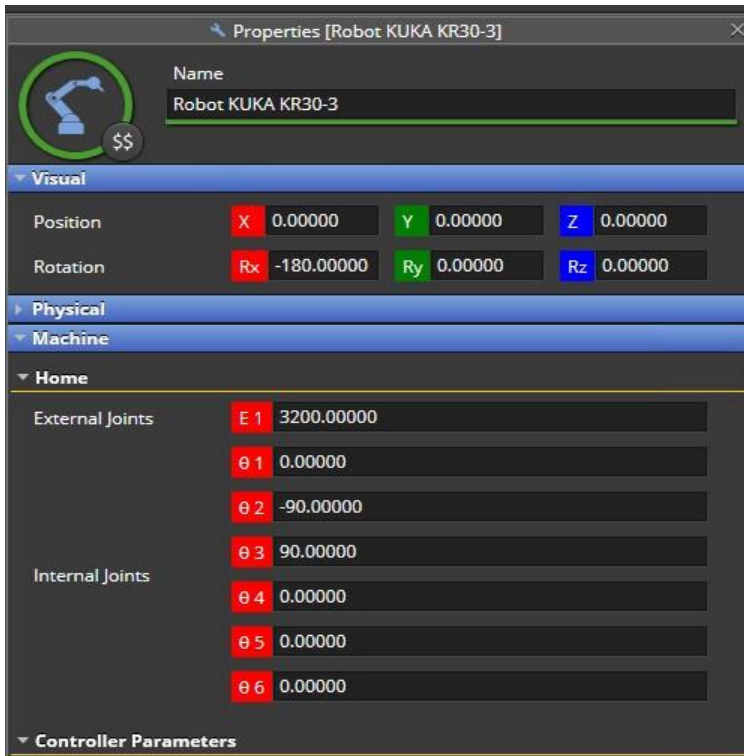 Properties [Robot KUKA KR30-3]
Name
Robot KUKA KR30-3
$$
Visual
Position X 0.00000 Y 0.00000 Z 0.00000
Rotation Rx -180.00000 Ry 0.00000 Rz 0.00000
Physical
Machine
Home
External Joints E 1 3200.00000
θ 1 0.00000
θ 2 -90.00000
θ 3 90.00000
Internal Joints
θ 4 0.00000
θ 5 0.00000
θ 6 0.00000
Controller Parameters